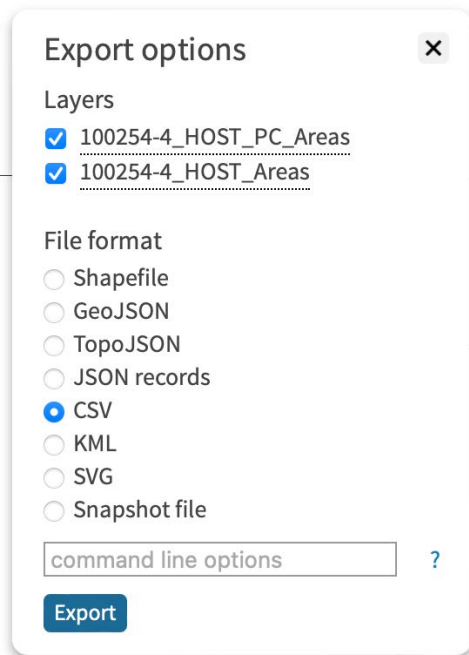 Export options
Layers
100254-4_HOST_PC_Areas
100254-4_HOST_Areas
File format
Shapefile
GeoJSON
TopoJSON
JSON records
CSV
KML
SVG
Snapshot file
command line options
?
Export